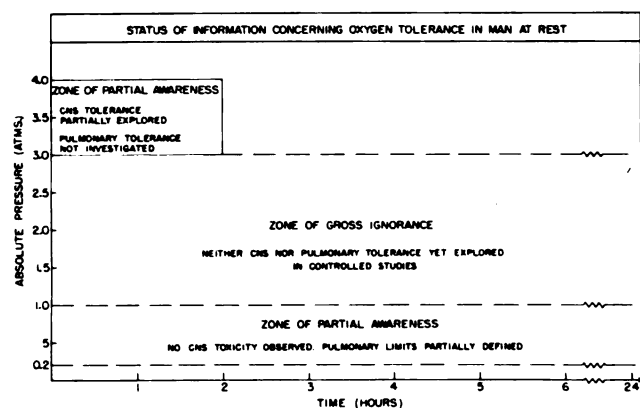 STATUS OF INFORMATION CONCERNING OXYGEN TOLERANCE IN MAN AT REST
4.0
ZONE OF PARTIAL AWARENESS
CNS TOLERANCE
PARTIALLY EXPLORED
3.5
PULMONARY TOLERANCE
NOT INVESTIGATED
3.0
ABSOLUTE PRESSURE (ATMS.)
2.5
2.0
ZONE OF GROSS IGNORANCE
NEITHER CNS NOR PULMONARY TOLERANCE YET EXPLORED
1.5
IN CONTROLLED STUDIES
1.0
ZONE OF PARTIAL AWARENESS
.5
NO CNS TOXICITY OBSERVED. PULMONARY LIMITS PARTIALLY DEFINED
0.2
1 2 3 4 5 6 24
TIME (HOURS)